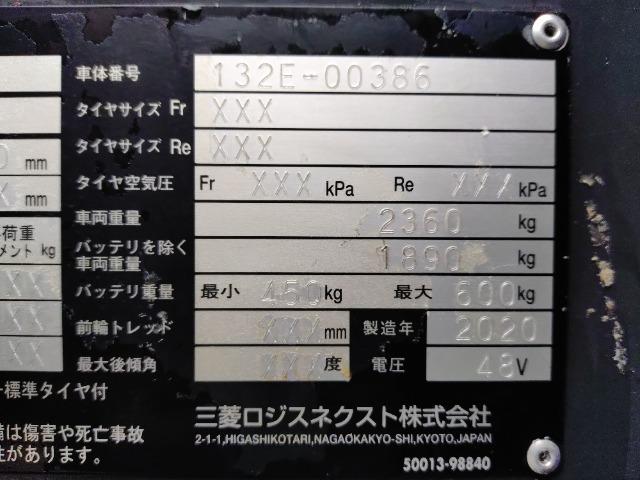 車体番号 132E-00386
タイヤサイズ Fr XXX
タイヤサイズ Re XXX
mm タイヤ空気圧 Fr XXX kPa Re XXX kPa
mm 車両重量 2360 kg
荷重
メント kg バッテリを除く
車両重量 1890 kg
XX バッテリ重量 最小 450 kg 最大 600 kg
XX 前輪トレッド XXX mm 製造年 2020
XX 最大後傾角 XXX 度 電圧 48 V
標準タイヤ付
三菱ロジスネクスト株式会社
備は傷害や死亡事故
2-1-1,HIGASHIKOTARI,NAGAOKAKYO-SHI,KYOTO,JAPAN
性があります。
50013-98840